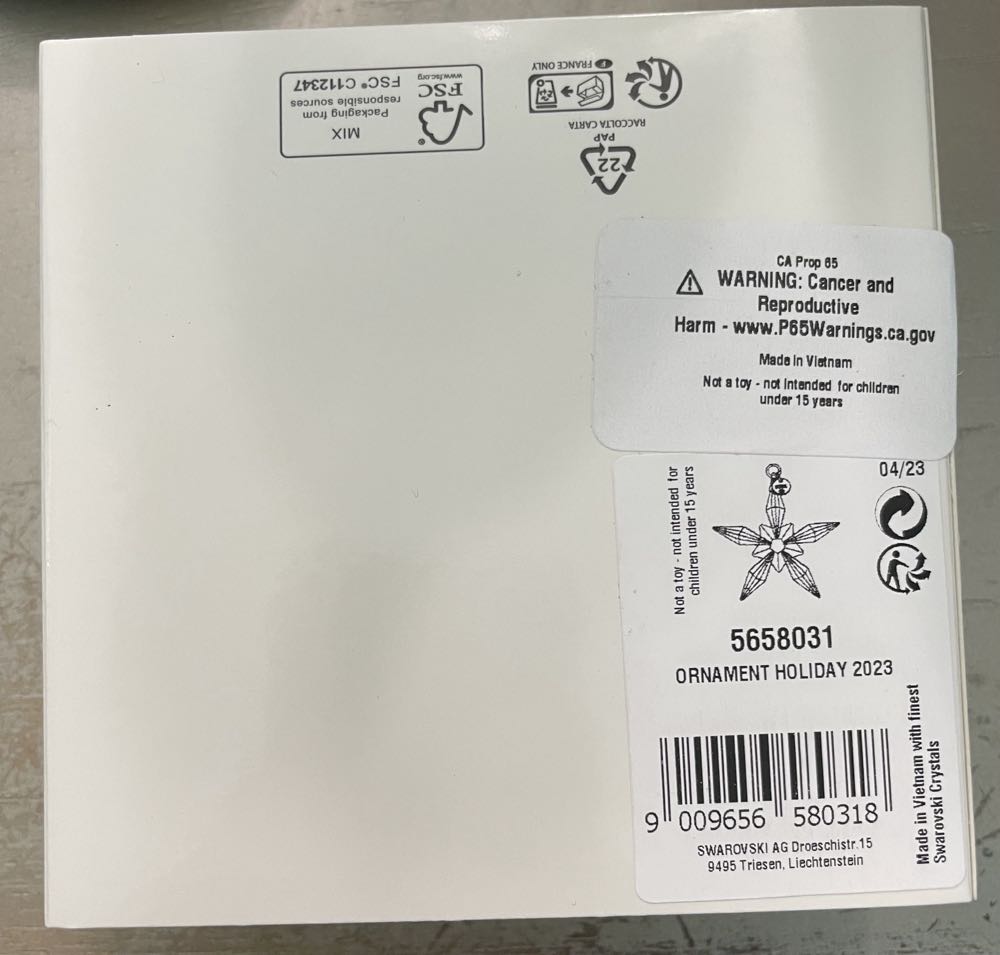 FSC
www.fsc.org
MIX
Packaging from
responsible sources
FSC® C112347
22
PAP
RACCOLTA CARTA
FRANCE ONLY
CA Prop 65
WARNING: Cancer and
Reproductive
Harm - www.P65Warnings.ca.gov
Made in Vietnam
Not a toy - not intended for children
under 15 years
Not a toy - not intended for
children under 15 years
04/23
5658031
ORNAMENT HOLIDAY 2023
9 009656 580318
SWAROVSKI AG Droeschistr.15
9495 Triesen, Liechtenstein
Made in Vietnam with finest
Swarovski Crystals